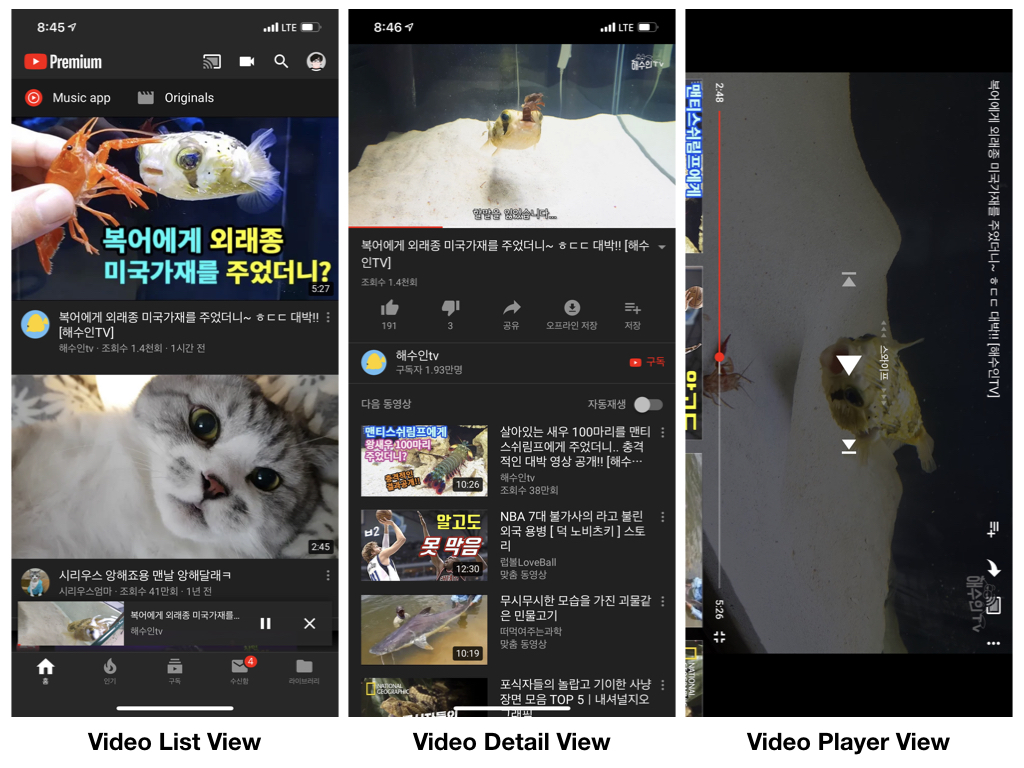 8:45
LTE
Premium
Music app
Originals
복어에게 외래종
미국가재를 주었더니?
5:27
복어에게 외래종 미국가재를 주었더니~ ㅎㄷㄷ 대박!!
[해수인TV]
해수인tv · 조회수 1.4천회 · 1시간 전
2:45
시리우스 앙해죠용 맨날 앙해달래ㅋ
시리우스엄마 · 조회수 41만회 · 1년 전
복어에게 외래종 미국가재를...
해수인tv
홈
인기
구독
4
수신함
라이브러리
Video List View
8:46
LTE
해수인TV
할말을 잃었습니다...
복어에게 외래종 미국가재를 주었더니~ ㅎㄷㄷ 대박!! [해수
인TV]
조회수 1.4천회
191
3
공유
오프라인 저장
저장
해수인tv
구독자 1.93만명
구독
다음 동영상
자동재생
맨티스쉬림프에게
왕새우 100마리
주었더니?
충격적인
결과공개!!
10:26
살아있는 새우 100마리를 맨티
스쉬림프에게 주었더니.. 충격
적인 대박 영상 공개!! [해수…
해수인tv
조회수 38만회
알고도
못 막음
12:30
NBA 7대 불가사의 라고 불린
외국 용병 [ 덕 노비츠키 ] 스토
리
럽볼LoveBall
맞춤 동영상
10:19
무시무시한 모습을 가진 괴물같
은 민물고기
떠먹여주는과학
맞춤 동영상
NATIONAL
GEOGRAPHIC
포식자들의
포식자들의 놀랍고 기이한 사냥
장면 모음 TOP 5ㅣ내셔널지오
그래픽
Video Detail View
복어에게 외래종 미국가재를 주었더니~ ㅎㄷㄷ 대박!! [해수인TV]
스와이프
해수인TV
2:48
5:26
맨티스쉬림프에게
알고도
Video Player View